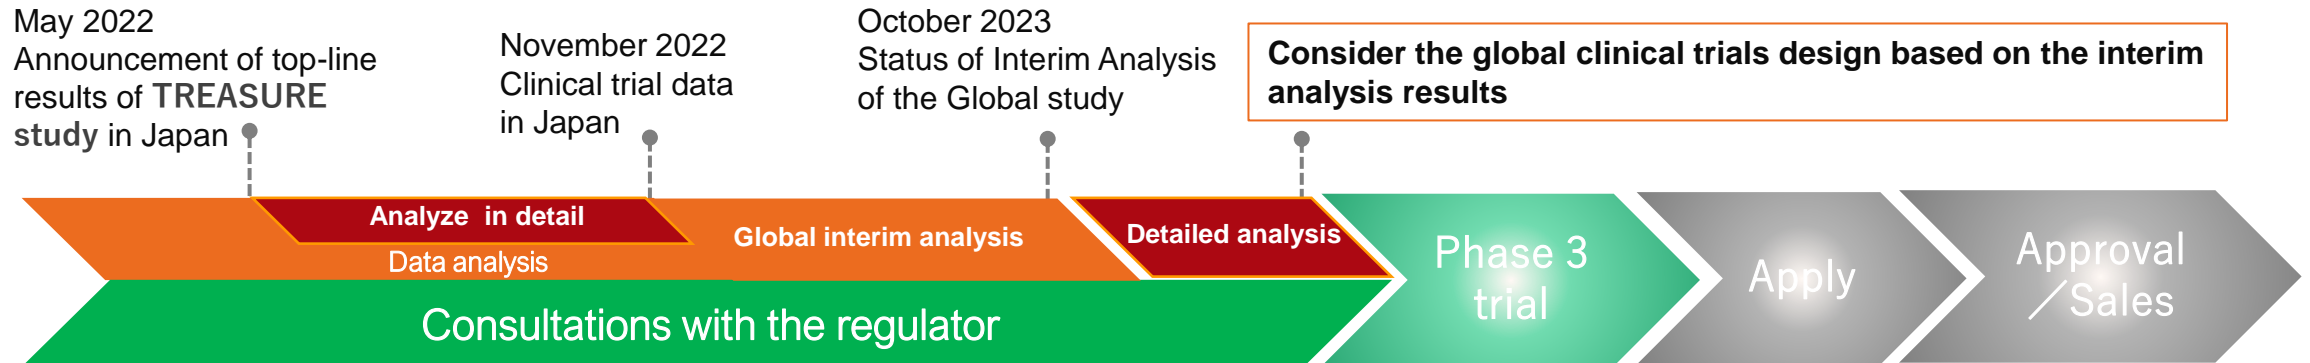 May 2022
Announcement of top-line
results of TREASURE
study in Japan
November 2022
Clinical trial data
in Japan
October 2023
Status of Interim Analysis
of the Global study
Consider the global clinical trials design based on the interim
analysis results
Analyze in detail
Data analysis
Global interim analysis
Detailed analysis
Consultations with the regulator
Phase 3
trial
Apply
Approval
／Sales